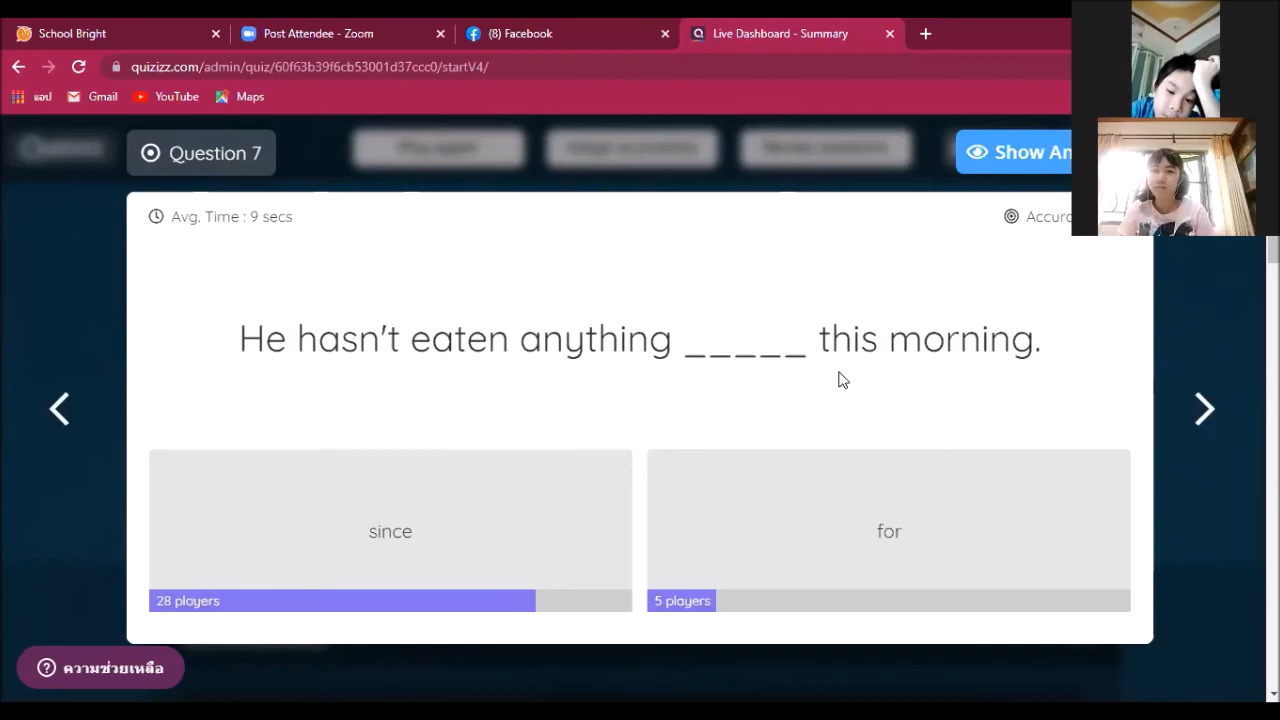 School Bright
Post Attendee - Zoom
(8) Facebook
Live Dashboard - Summary
quizizz.com/admin/quiz/60f63b39f6cb53001d37ccc0/startV4/
แอป
Gmail
YouTube
Maps
Question 7
Show An
Avg. Time : 9 secs
Accura
He hasn't eaten anything _____ this morning.
since
for
28 players
5 players
ความช่วยเหลือ